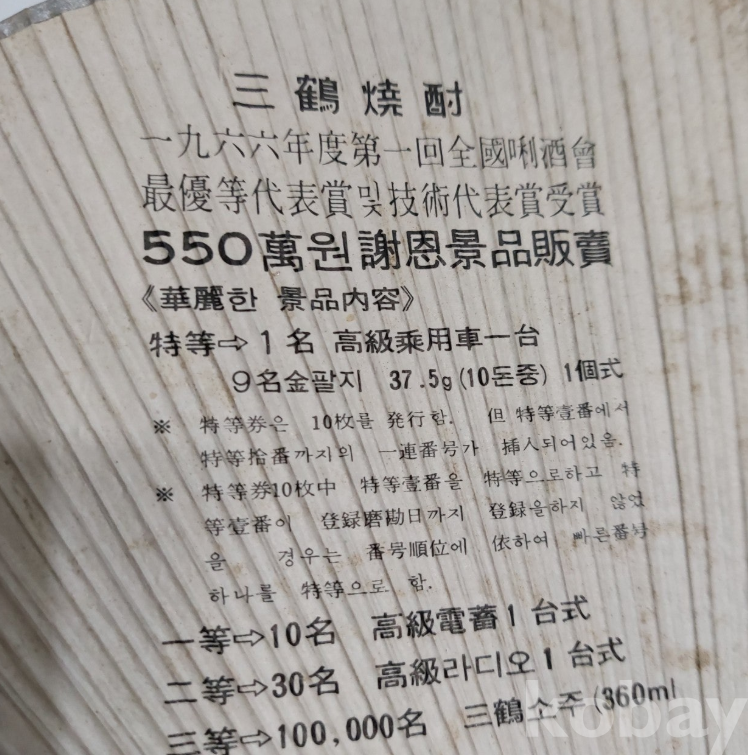 三鶴燒酎
一九六六年度第一回全國唎酒會
最優等代表賞및技術代表賞受賞
550萬원謝恩景品販賣
《華麗한 景品内容》
特等⇨1名 高級乘用車一台
9名金팔지 37.5g(10돈중) 1個式
※ 特等券은 10枚를 発行함. 但 特等壹番에서
特等拾番까지의 一連番号가 挿入되어있음.
※ 特等券10枚中 特等壹番을 特等으로하고 特
等壹番이 登録磨勘日까지 登録을하지 않았
을 경우는 番号順位에 依하여 빠른番号
하나를 特等으로 함.
一等⇨10名 高級電蓄1台式
二等⇨30名 高級라디오1台式
三等⇨100,000名 三鶴소주(360ml
kobay